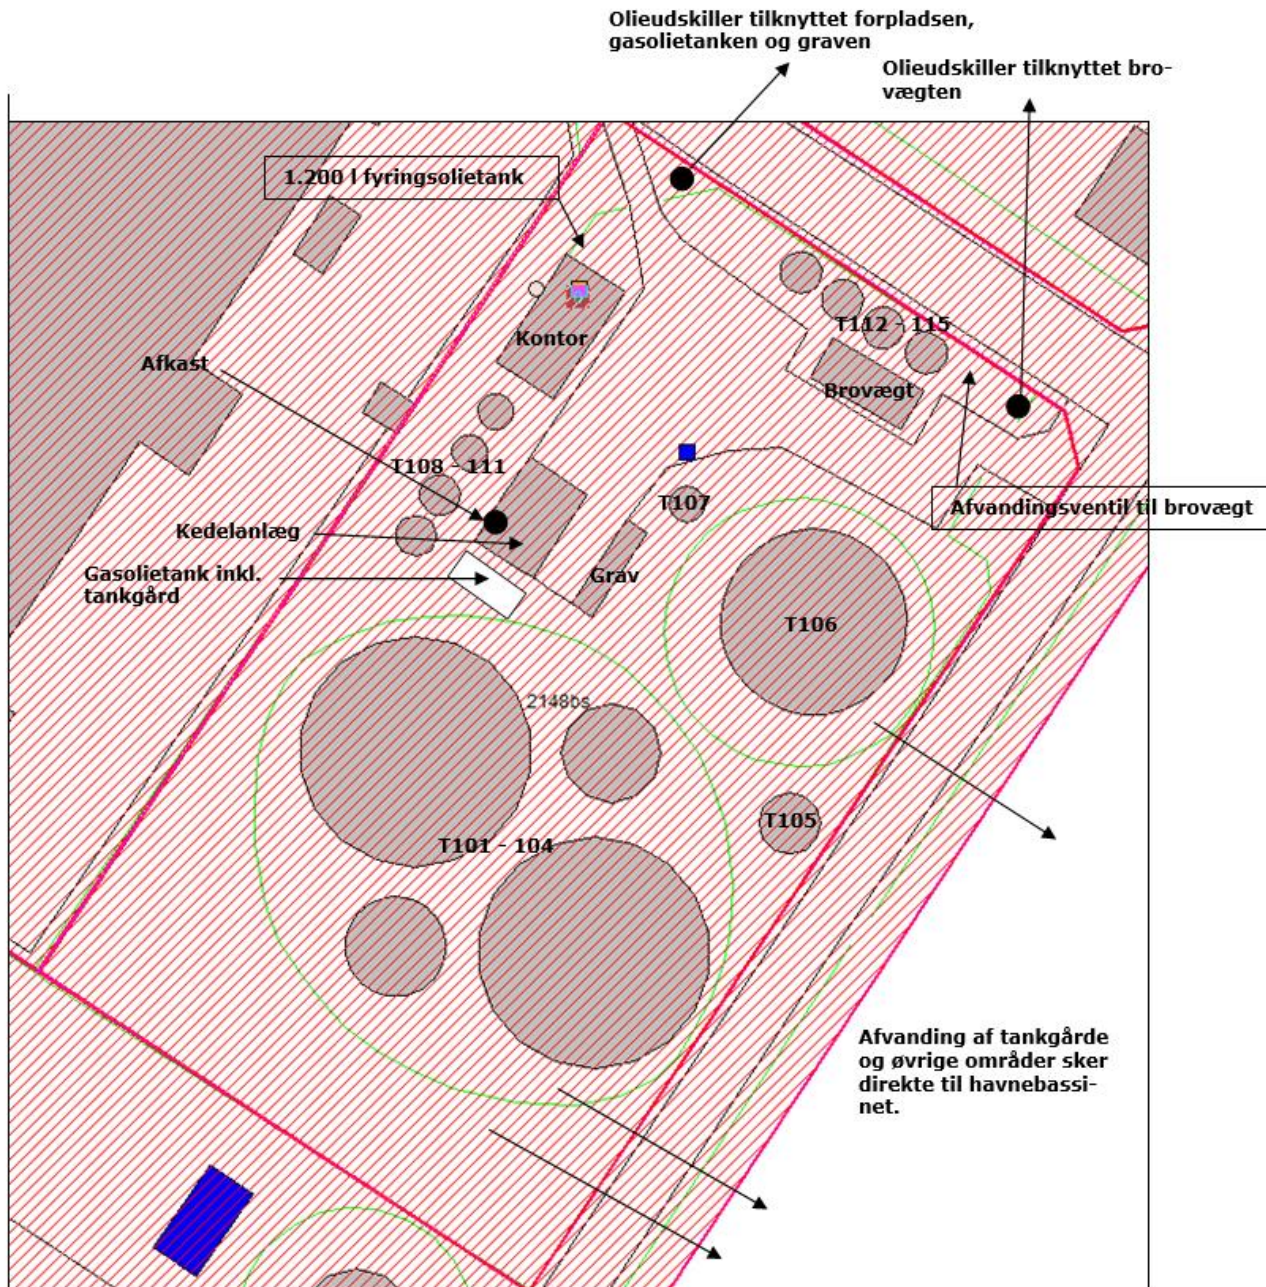 Olieudskiller tilknyttet forpladsen,
gasolietanken og graven
Olieudskiller tilknyttet bro-
vægten
1.200 l fyringsolietank
Kontor
T112 - 115
Afkast
Brovægt
T108 - 111
T107
Afvandingsventil til brovægt
Kedelanlæg
Gasolietank inkl.
tankgård
Grav
T106
2148bs
T105
T101 - 104
Afvanding af tankgårde
og øvrige områder sker
direkte til havnebassi-
net.